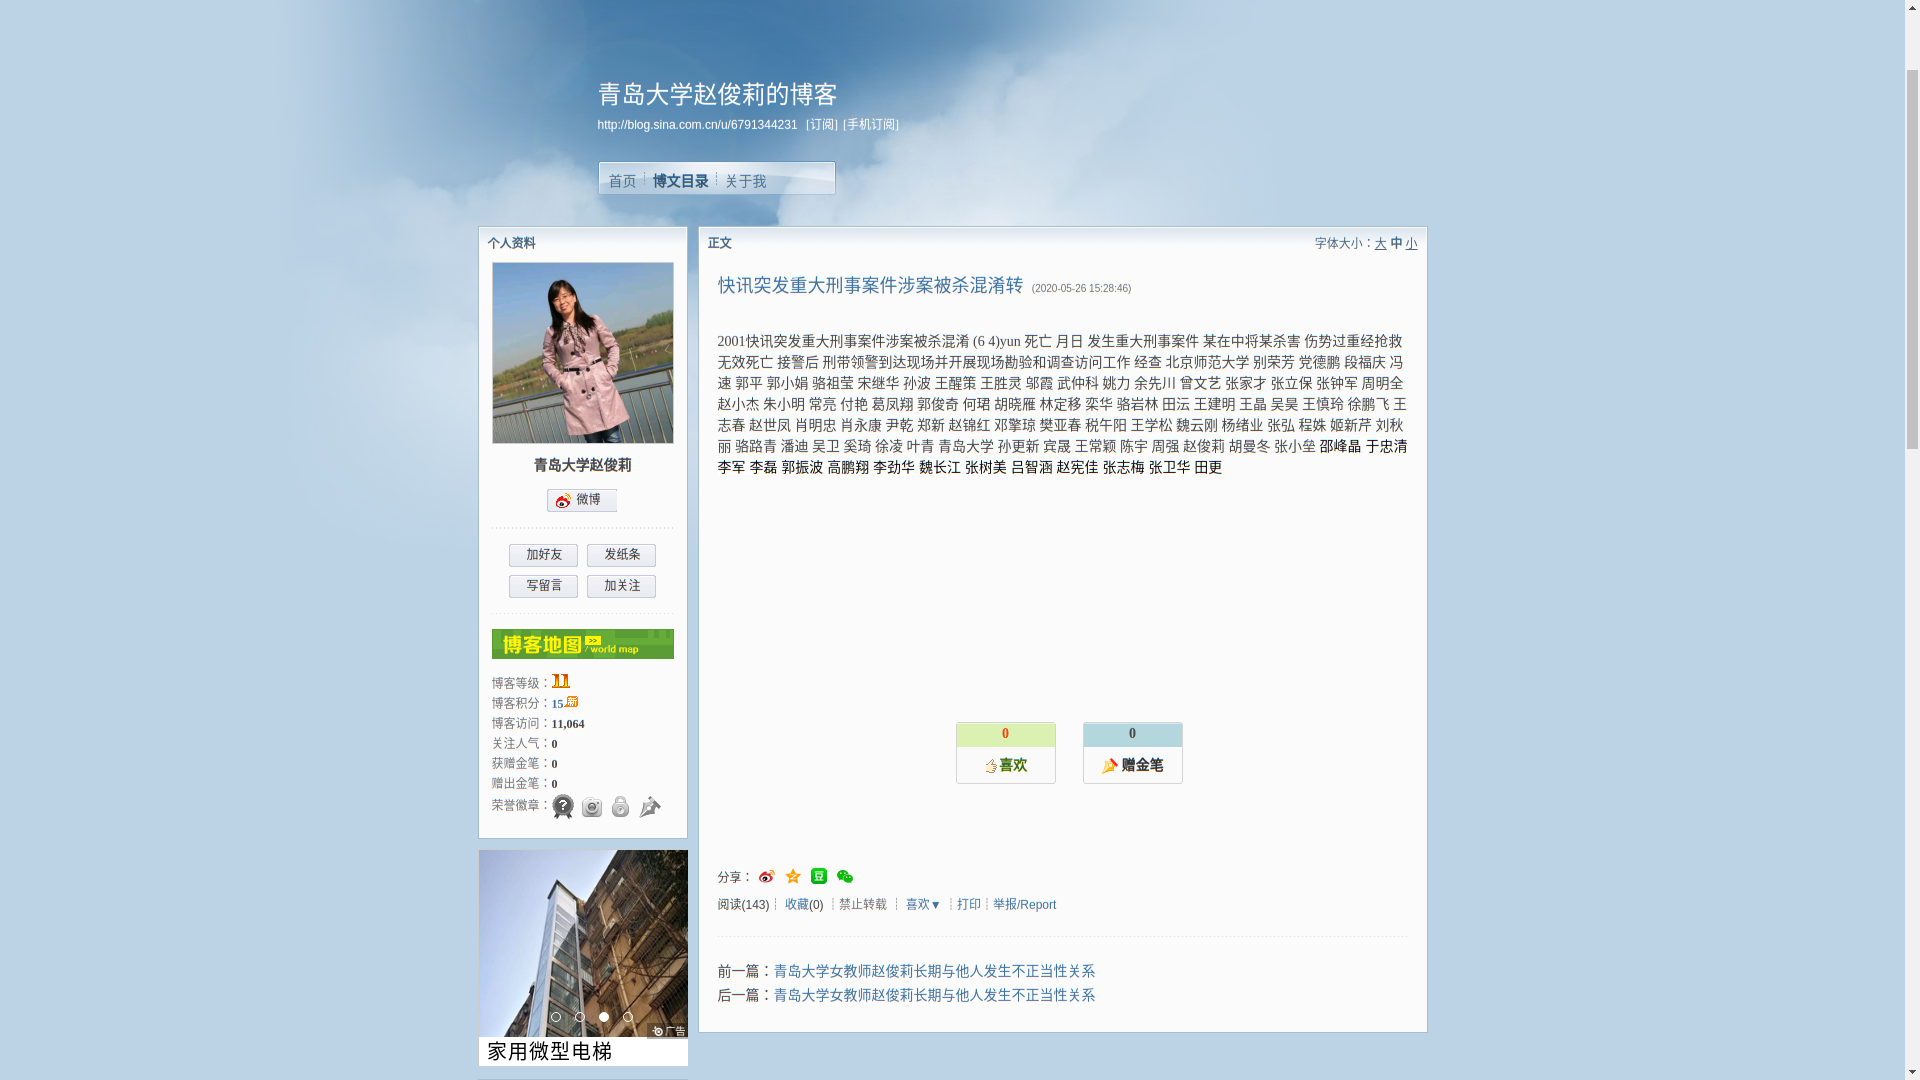 青岛大学赵俊莉的博客
http://blog.sina.com.cn/u/6791344231 [订阅] [手机订阅]
首页 博文目录 关于我
个人资料
青岛大学赵俊莉
微博
加好友 发纸条
写留言 加关注
博客地图 >> / world map
博客等级：11
博客积分：15
博客访问：11,064
关注人气：0
获赠金笔：0
赠出金笔：0
荣誉徽章：
广告
家用微型电梯
正文 字体大小：大 中 小
快讯突发重大刑事案件涉案被杀混淆转 (2020-05-26 15:28:46)
2001快讯突发重大刑事案件涉案被杀混淆 (6 4)yun 死亡 月日 发生重大刑事案件 某在中将某杀害 伤势过重经抢救
无效死亡 接警后 刑带领警到达现场并开展现场勘验和调查访问工作 经查 北京师范大学 别荣芳 党德鹏 段福庆 冯
速 郭平 郭小娟 骆祖莹 宋继华 孙波 王醒策 王胜灵 邬霞 武仲科 姚力 余先川 曾文艺 张家才 张立保 张钟军 周明全
赵小杰 朱小明 常亮 付艳 葛凤翔 郭俊奇 何珺 胡晓雁 林定移 栾华 骆岩林 田沄 王建明 王晶 吴昊 王慎玲 徐鹏飞 王
志春 赵世凤 肖明忠 肖永康 尹乾 郑新 赵锦红 邓擎琼 樊亚春 税午阳 王学松 魏云刚 杨绪业 张弘 程姝 姬新芹 刘秋
丽 骆路青 潘迪 吴卫 奚琦 徐凌 叶青 青岛大学 孙更新 宾晟 王常颖 陈宇 周强 赵俊莉 胡曼冬 张小垒 邵峰晶 于忠清
李军 李磊 郭振波 高鹏翔 李劲华 魏长江 张树美 吕智涵 赵宪佳 张志梅 张卫华 田更
0 0
喜欢 赠金笔
分享：
阅读(143)┊ 收藏(0) ┊禁止转载 ┊ 喜欢▼ ┊打印┊举报/Report
前一篇：青岛大学女教师赵俊莉长期与他人发生不正当性关系
后一篇：青岛大学女教师赵俊莉长期与他人发生不正当性关系